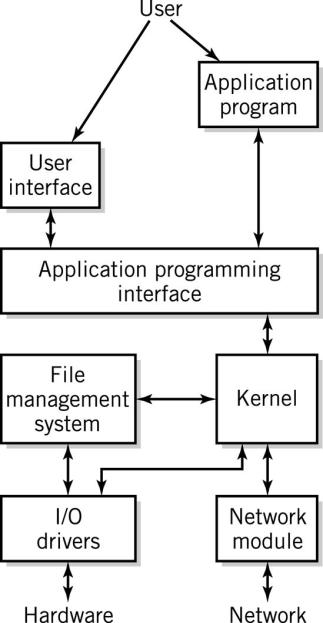 User
Application
program
User
interface
Application programming
interface
File
management
system
Kernel
I/O
drivers
Network
module
Hardware
Network